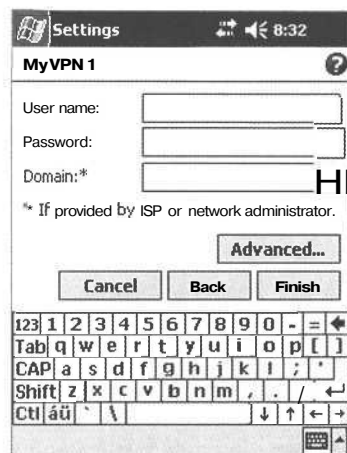 Settings 8:32
MyVPN 1 ?
User name:
Password:
Domain:*
* If provided by ISP or network administrator.
Advanced...
Cancel Back Finish
123 1 2 3 4 5 6 7 8 9 0 - =
Tab q w e r t y u i o p [ ]
CAP a s d f g h j k l ; '
Shift z x c v b n m , . /
Ctl áü ` \